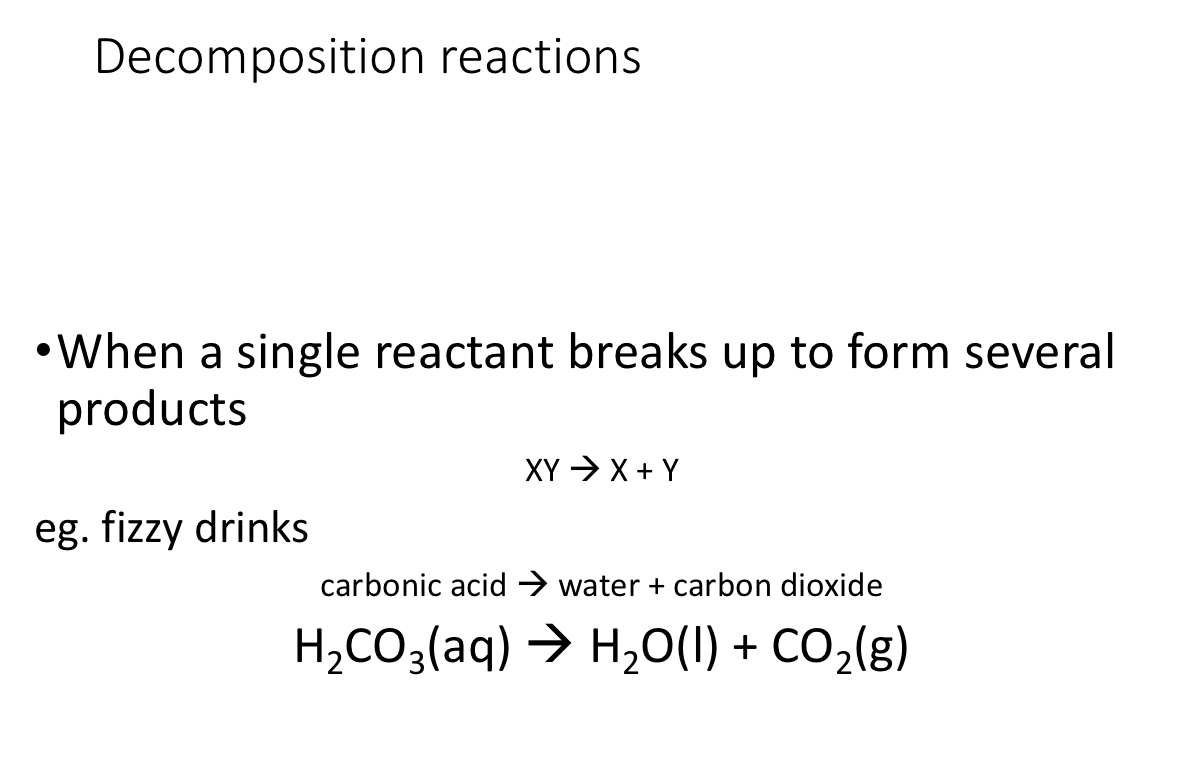 Decomposition reactions
•When a single reactant breaks up to form several
products
XY → X + Y
eg. fizzy drinks
carbonic acid → water + carbon dioxide
H₂CO₃(aq) → H₂O(l) + CO₂(g)